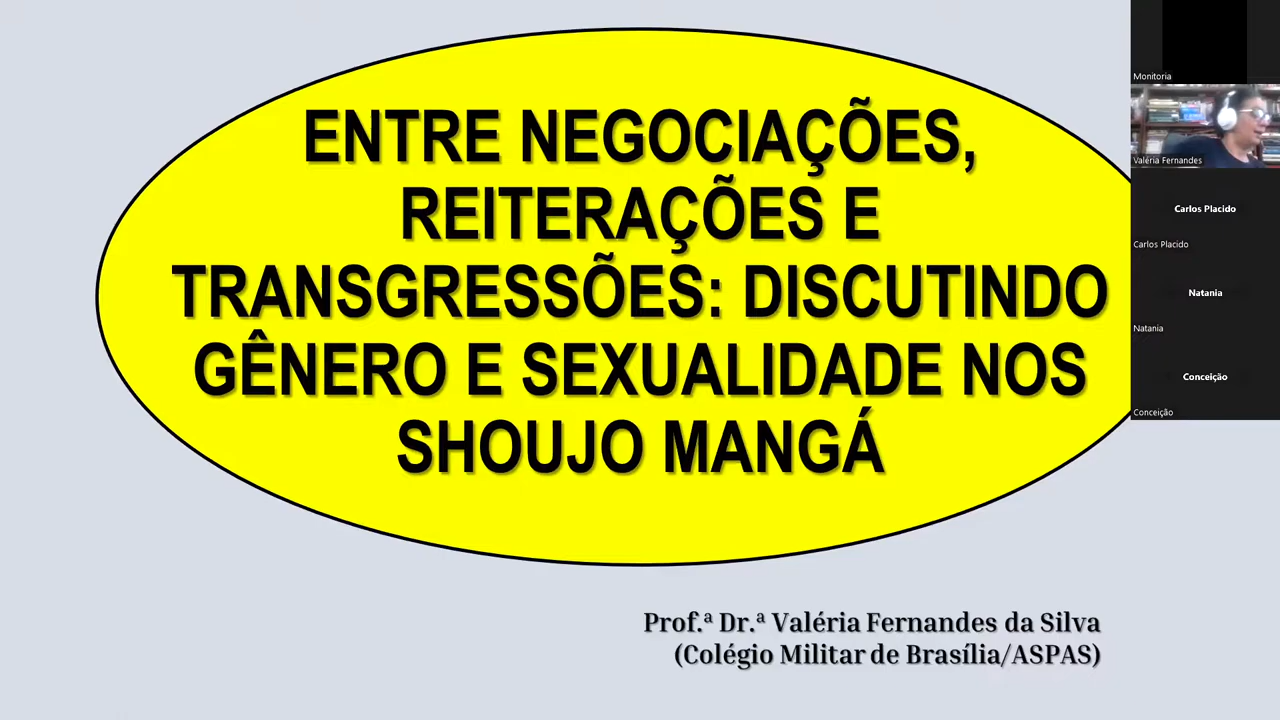 ENTRE NEGOCIAÇÕES,
REITERAÇÕES E
TRANSGRESSÕES: DISCUTINDO
GÊNERO E SEXUALIDADE NOS
SHOUJO MANGÁ
Prof.ª Dr.ª Valéria Fernandes da Silva
(Colégio Militar de Brasília/ASPAS)
Monitoria
Valéria Fernandes
Carlos Placido
Carlos Placido
Natania
Natania
Conceição
Conceição